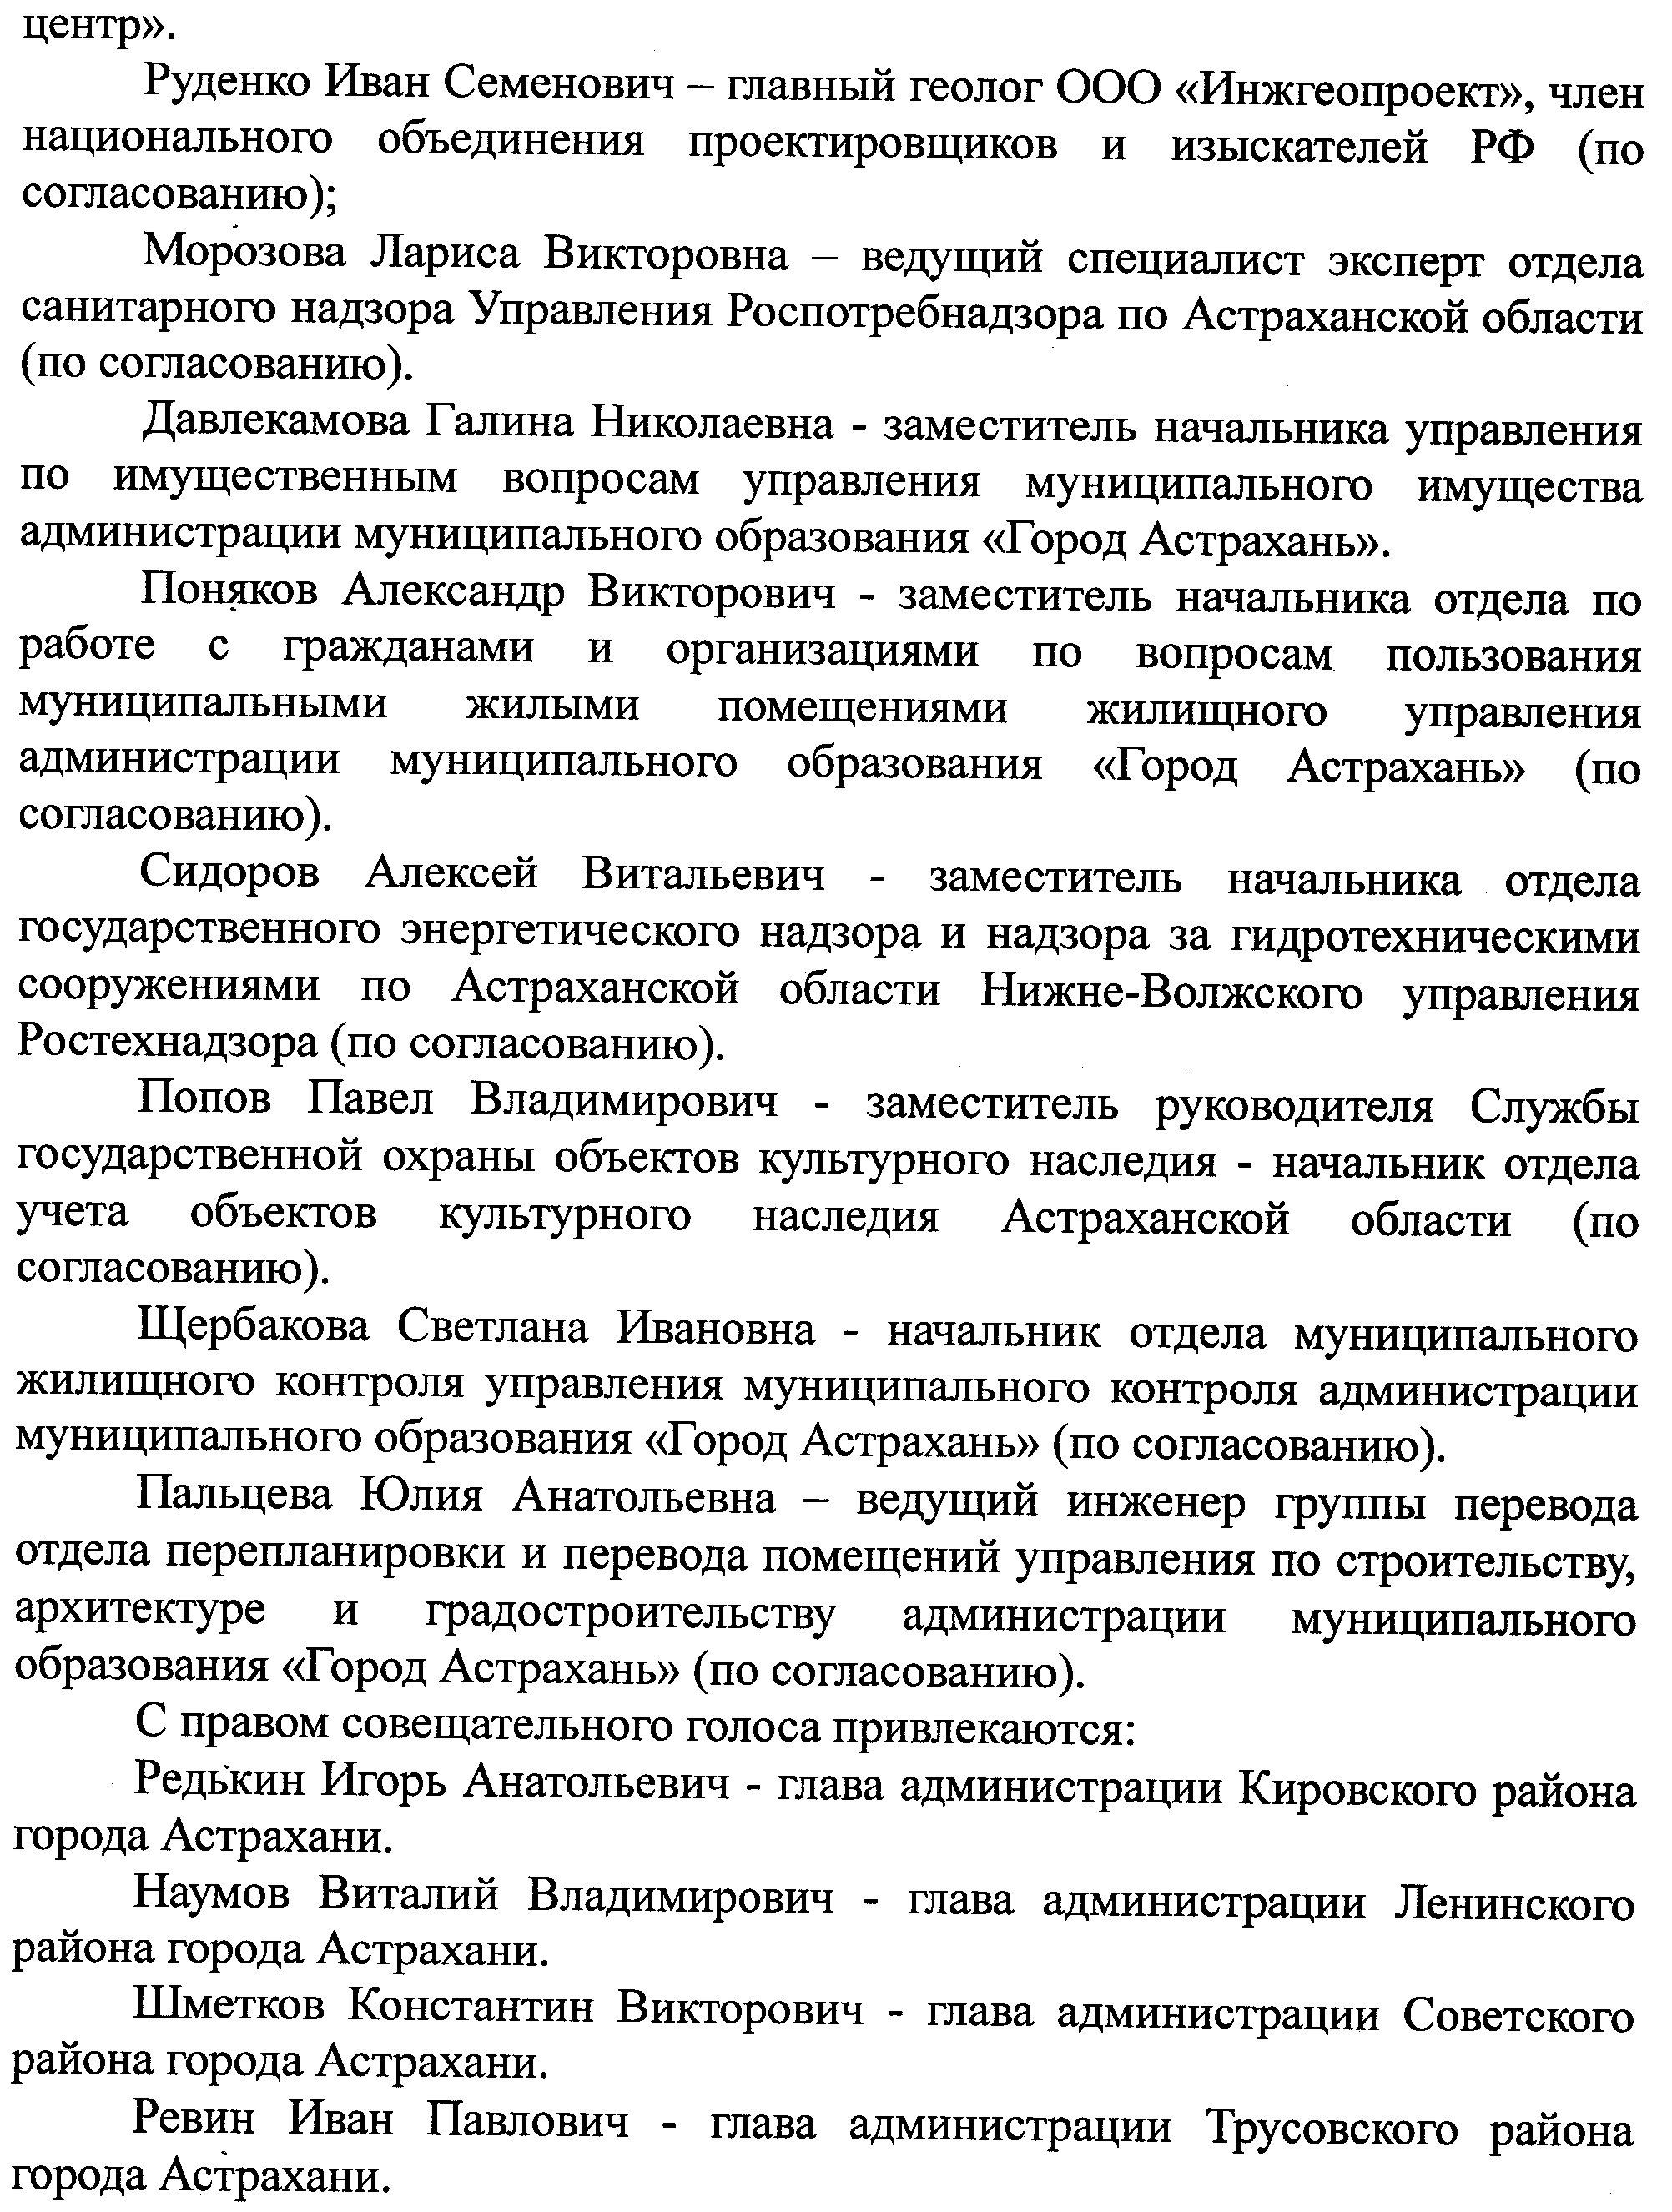 центр».
Руденко Иван Семенович – главный геолог ООО «Инжгеопроект», член
национального объединения проектировщиков и изыскателей РФ (по
согласованию);
Морозова Лариса Викторовна – ведущий специалист эксперт отдела
санитарного надзора Управления Роспотребнадзора по Астраханской области
(по согласованию).
Давлекамова Галина Николаевна - заместитель начальника управления
по имущественным вопросам управления муниципального имущества
администрации муниципального образования «Город Астрахань».
Поняков Александр Викторович - заместитель начальника отдела по
работе с гражданами и организациями по вопросам пользования
муниципальными жилыми помещениями жилищного управления
администрации муниципального образования «Город Астрахань» (по
согласованию).
Сидоров Алексей Витальевич - заместитель начальника отдела
государственного энергетического надзора и надзора за гидротехническими
сооружениями по Астраханской области Нижне-Волжского управления
Ростехнадзора (по согласованию).
Попов Павел Владимирович - заместитель руководителя Службы
государственной охраны объектов культурного наследия - начальник отдела
учета объектов культурного наследия Астраханской области (по
согласованию).
Щербакова Светлана Ивановна - начальник отдела муниципального
жилищного контроля управления муниципального контроля администрации
муниципального образования «Город Астрахань» (по согласованию).
Пальцева Юлия Анатольевна – ведущий инженер группы перевода
отдела перепланировки и перевода помещений управления по строительству,
архитектуре и градостроительству администрации муниципального
образования «Город Астрахань» (по согласованию).
С правом совещательного голоса привлекаются:
Редькин Игорь Анатольевич - глава администрации Кировского района
города Астрахани.
Наумов Виталий Владимирович - глава администрации Ленинского
района города Астрахани.
Шметков Константин Викторович - глава администрации Советского
района города Астрахани.
Ревин Иван Павлович - глава администрации Трусовского района
города Астрахани.